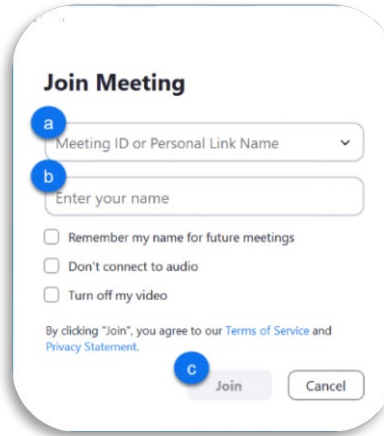 Join Meeting
a
Meeting ID or Personal Link Name
b
Enter your name
Remember my name for future meetings
Don't connect to audio
Turn off my video
By clicking "Join", you agree to our Terms of Service and
Privacy Statement.
c
Join Cancel